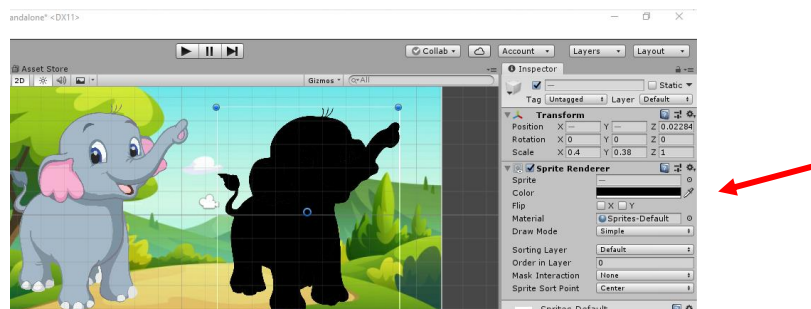 andalone* <DX11>
Collab Account Layers Layout
Asset Store Inspector
2D Gizmos All
Static
Tag Untagged Layer Default
Transform
Position X — Y — Z 0.02284
Rotation X 0 Y 0 Z 0
Scale X 0.4 Y 0.38 Z 1
Sprite Renderer
Sprite —
Color
Flip X Y
Material Sprites-Default
Draw Mode Simple
Sorting Layer Default
Order in Layer 0
Mask Interaction None
Sprite Sort Point Center